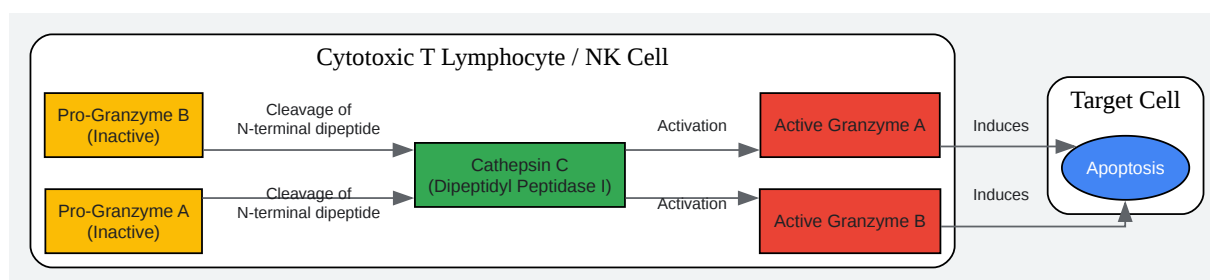 Cytotoxic T Lymphocyte / NK Cell
Pro-Granzyme B
(Inactive)
Cleavage of
N-terminal dipeptide
Activation
Active Granzyme A
Induces
Target Cell
Cathepsin C
(Dipeptidyl Peptidase I)
Apoptosis
Pro-Granzyme A
(Inactive)
Cleavage of
N-terminal dipeptide
Activation
Active Granzyme B
Induces